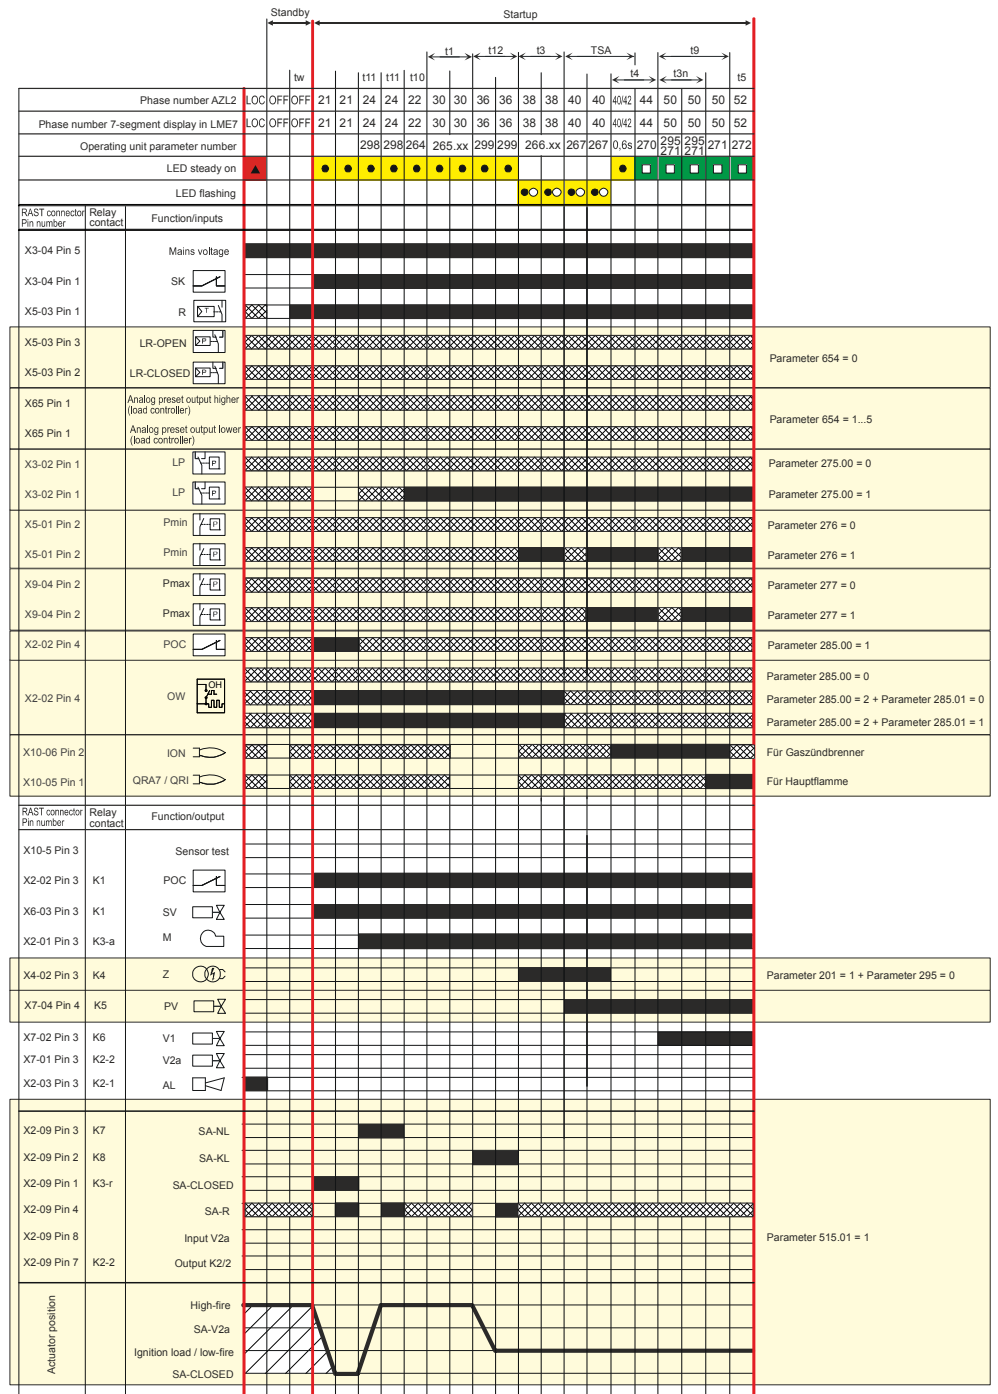 Standby Startup
t1 t12 t3 TSA t9
tw t11 t11 t10 t4 t3n t5
Phase number AZL2 LOC OFF OFF 21 21 24 24 22 30 30 36 36 38 38 40 40 40/42 44 50 50 50 52
Phase number 7-segment display in LME7 LOC OFF OFF 21 21 24 24 22 30 30 36 36 38 38 40 40 40/42 44 50 50 50 52
Operating unit parameter number 298 298 264 265.xx 299 299 266.xx 267 267 0,6s 270 295 271 295 271 271 272
LED steady on
LED flashing
RAST connector Pin number Relay contact Function/inputs
X3-04 Pin 5 Mains voltage
X3-04 Pin 1 SK
X5-03 Pin 1 R T
X5-03 Pin 3 LR-OPEN P
Parameter 654 = 0
X5-03 Pin 2 LR-CLOSED P
X65 Pin 1 Analog preset output higher (load controller)
Parameter 654 = 1...5
X65 Pin 1 Analog preset output lower (load controller)
X3-02 Pin 1 LP P Parameter 275.00 = 0
X3-02 Pin 1 LP P Parameter 275.00 = 1
X5-01 Pin 2 Pmin P Parameter 276 = 0
X5-01 Pin 2 Pmin P Parameter 276 = 1
X9-04 Pin 2 Pmax P Parameter 277 = 0
X9-04 Pin 2 Pmax P Parameter 277 = 1
X2-02 Pin 4 POC Parameter 285.00 = 1
Parameter 285.00 = 0
X2-02 Pin 4 OW OH Parameter 285.00 = 2 + Parameter 285.01 = 0
Parameter 285.00 = 2 + Parameter 285.01 = 1
X10-06 Pin 2 ION Für Gaszündbrenner
X10-05 Pin 1 QRA7 / QRI Für Hauptflamme
RAST connector Pin number Relay contact Function/output
X10-5 Pin 3 Sensor test
X2-02 Pin 3 K1 POC
X6-03 Pin 3 K1 SV
X2-01 Pin 3 K3-a M
X4-02 Pin 3 K4 Z Parameter 201 = 1 + Parameter 295 = 0
X7-04 Pin 4 K5 PV
X7-02 Pin 3 K6 V1
X7-01 Pin 3 K2-2 V2a
X2-03 Pin 3 K2-1 AL
X2-09 Pin 3 K7 SA-NL
X2-09 Pin 2 K8 SA-KL
X2-09 Pin 1 K3-r SA-CLOSED
X2-09 Pin 4 SA-R
X2-09 Pin 8 Input V2a Parameter 515.01 = 1
X2-09 Pin 7 K2-2 Output K2/2
Actuator position
High-fire
SA-V2a
Ignition load / low-fire
SA-CLOSED